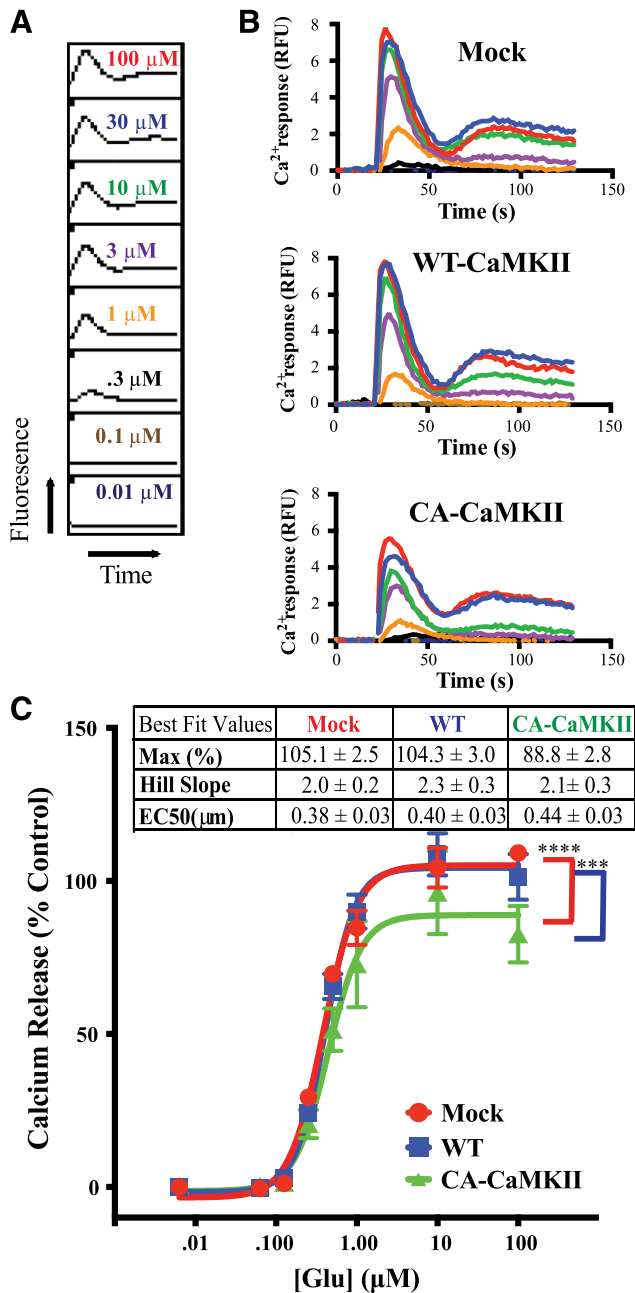 A
100 μM
30 μM
10 μM
3 μM
1 μM
.3 μM
0.1 μM
0.01 μM
Fluoresence
Time
B
Mock
Ca2+response (RFU)
8
6
4
2
0
0 50 100 150
Time (s)
WT-CaMKII
Ca2+response (RFU)
8
6
4
2
0
0 50 100 150
Time (s)
CA-CaMKII
Ca2+response (RFU)
8
6
4
2
0
0 50 100 150
Time (s)
C
Best Fit Values Mock WT CA-CaMKII
Max (%) 105.1 ± 2.5 104.3 ± 3.0 88.8 ± 2.8
Hill Slope 2.0 ± 0.2 2.3 ± 0.3 2.1± 0.3
EC50(μm) 0.38 ± 0.03 0.40 ± 0.03 0.44 ± 0.03
Calcium Release (% Control)
150
100
50
0
****
***
Mock
WT
CA-CaMKII
.01 .100 1.00 10 100
[Glu] (μM)